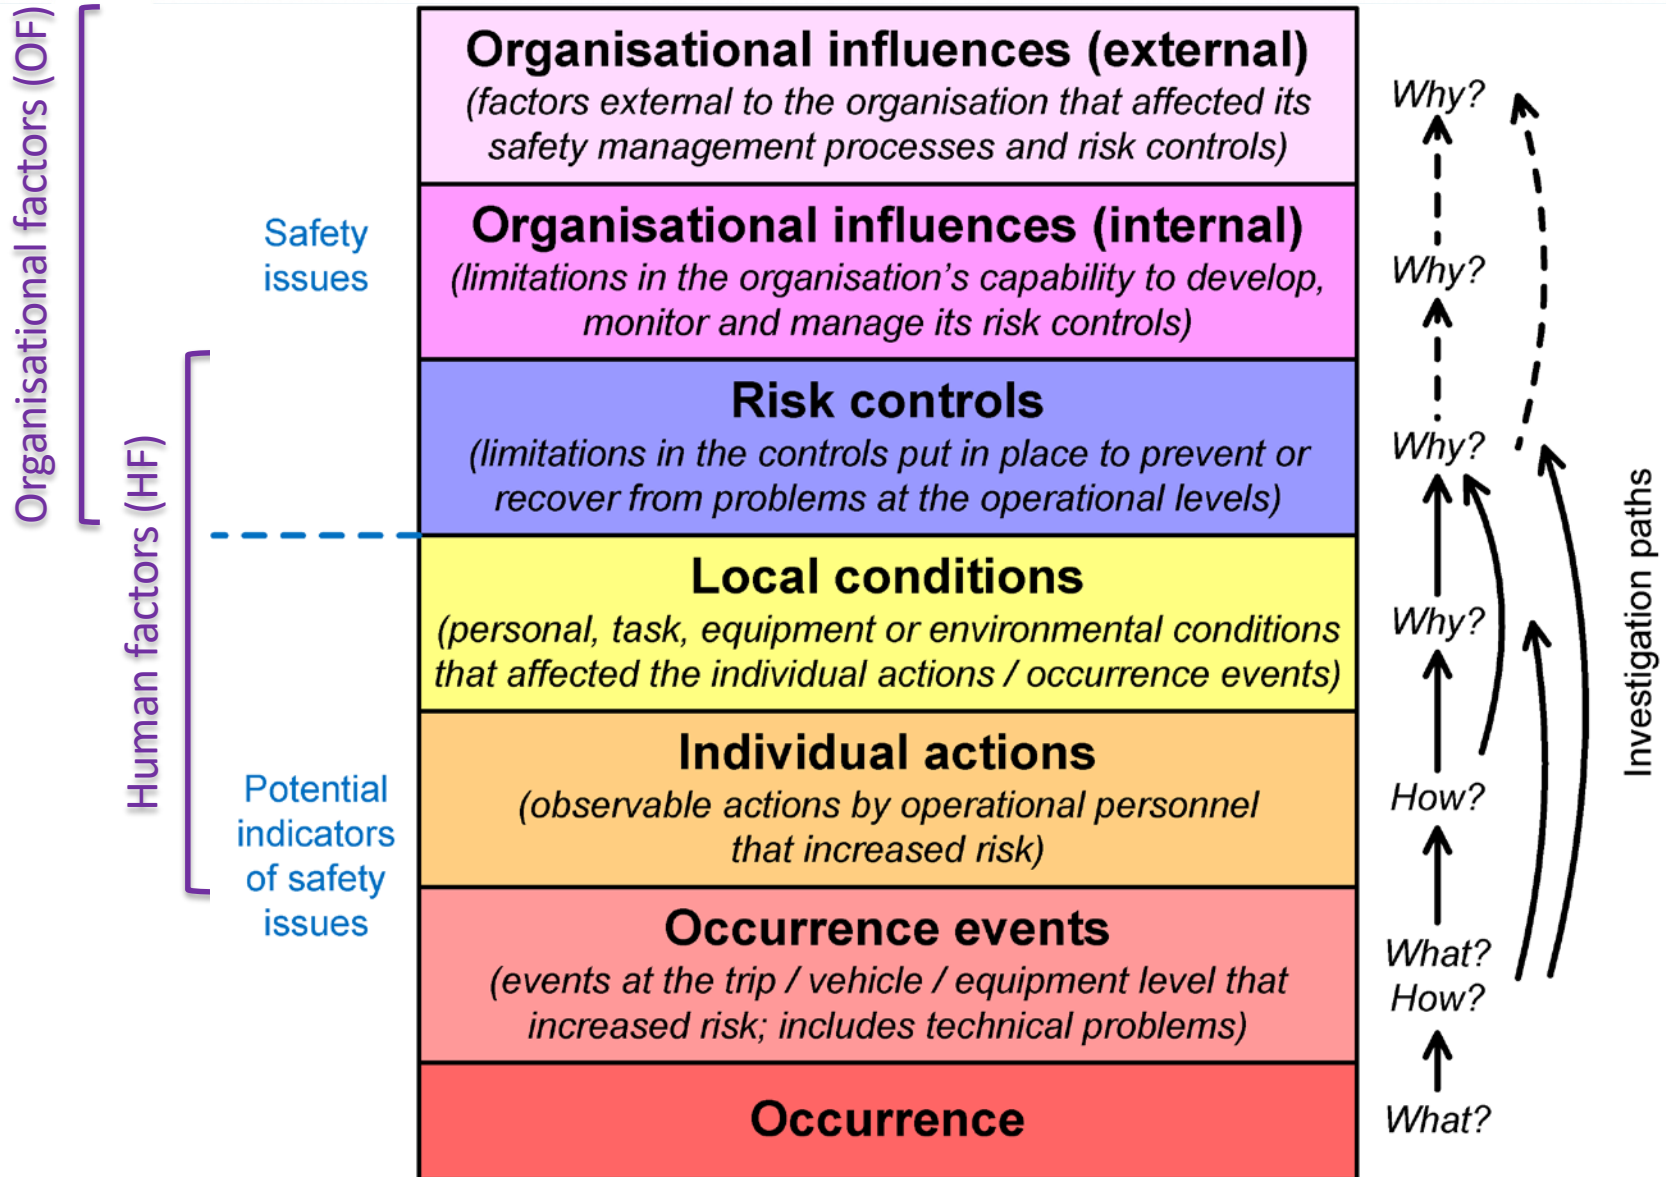 Organisational factors (OF)
Human factors (HF)
Safety
issues
Potential
indicators
of safety
issues
Organisational influences (external)
(factors external to the organisation that affected its
safety management processes and risk controls)
Organisational influences (internal)
(limitations in the organisation’s capability to develop,
monitor and manage its risk controls)
Risk controls
(limitations in the controls put in place to prevent or
recover from problems at the operational levels)
Local conditions
(personal, task, equipment or environmental conditions
that affected the individual actions / occurrence events)
Individual actions
(observable actions by operational personnel
that increased risk)
Occurrence events
(events at the trip / vehicle / equipment level that
increased risk; includes technical problems)
Occurrence
Why?
Why?
Why?
Why?
How?
What?
How?
What?
Investigation paths